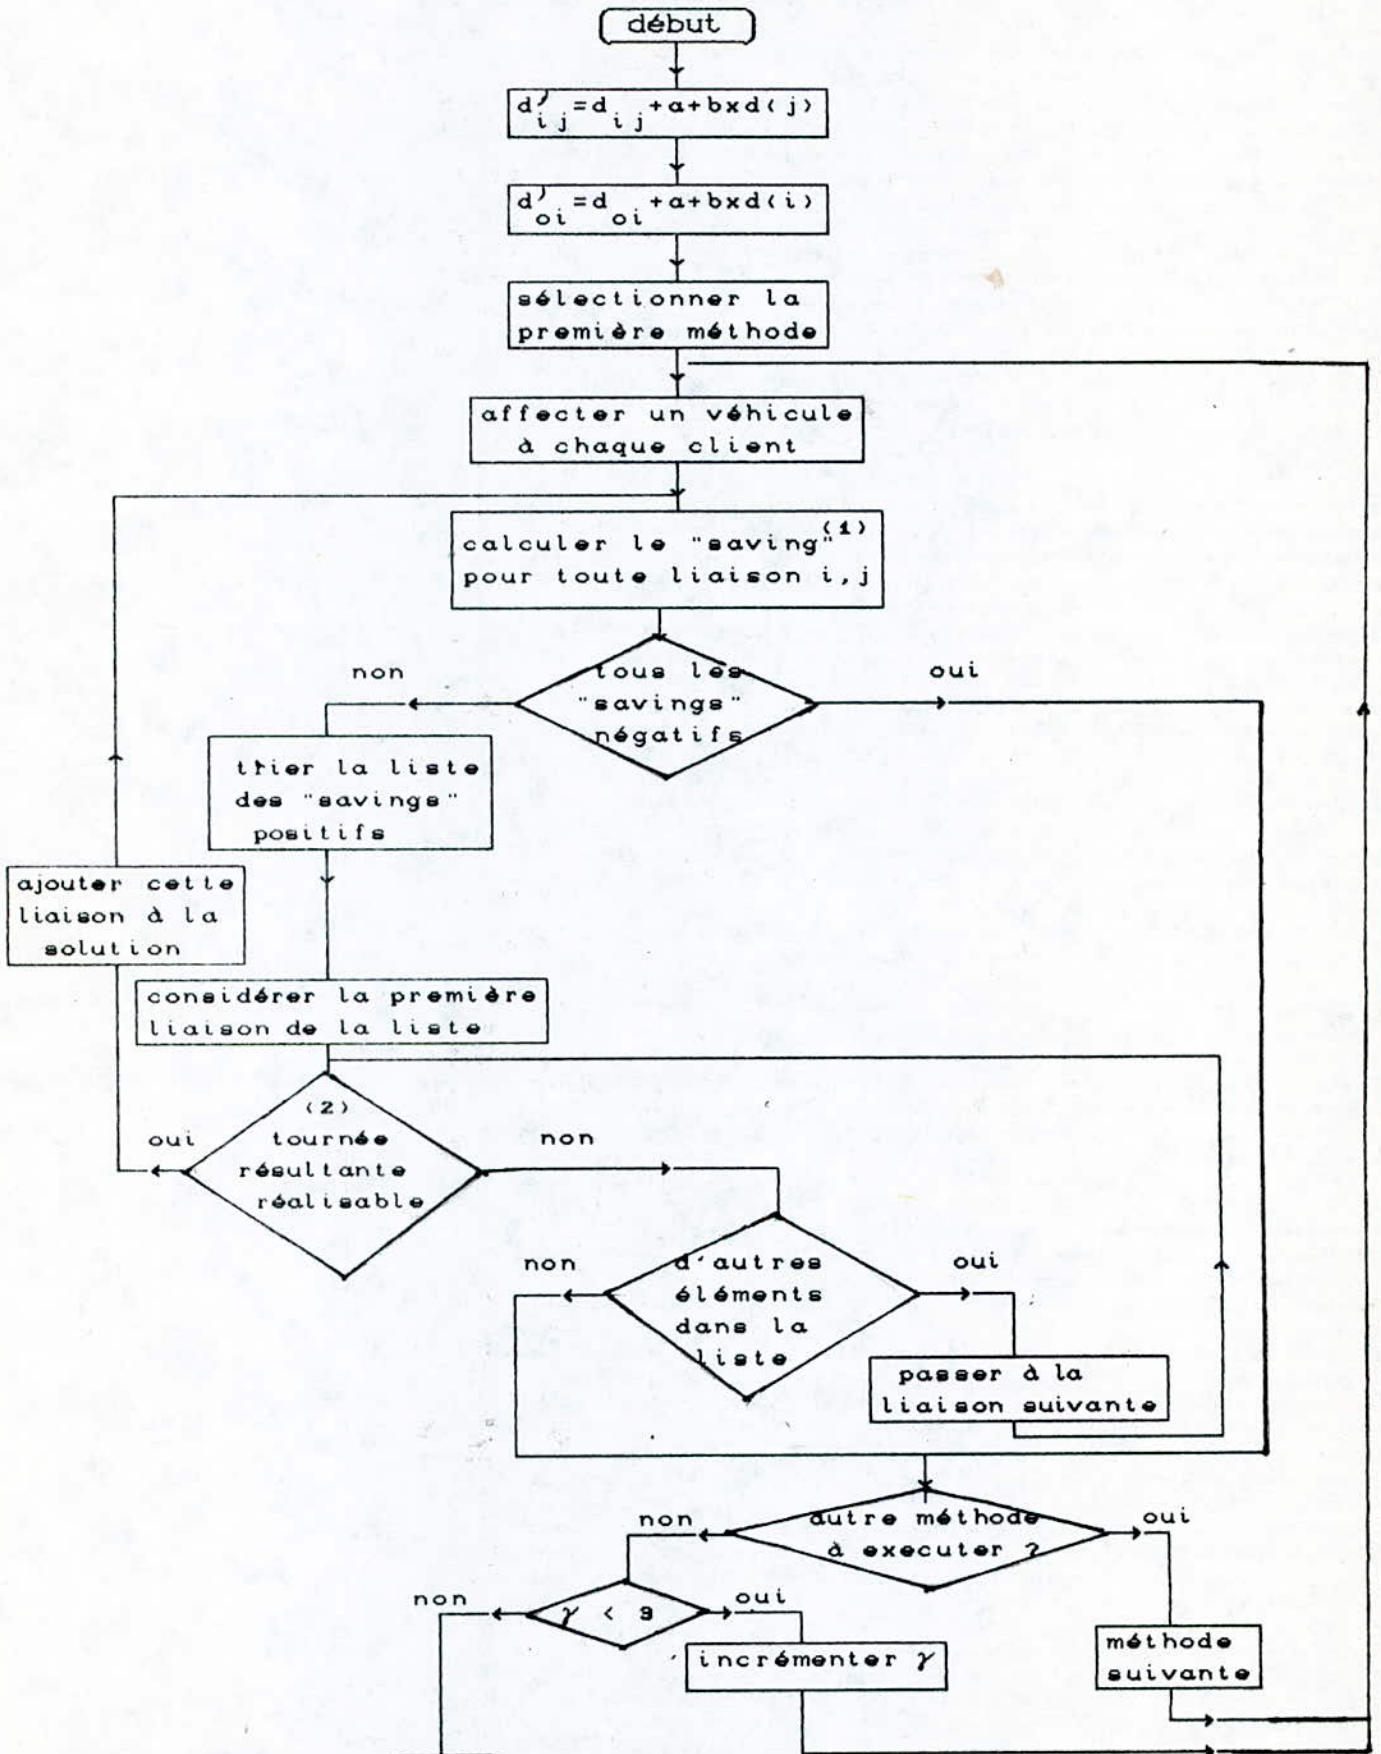 début
d'ij=dij+a+bxd(j)
d'oi=doi+a+bxd(i)
sélectionner la
première méthode
affecter un véhicule
à chaque client
calculer le "saving"(1)
pour toute liaison i,j
non
tous les
"savings"
négatifs
oui
trier la liste
des "savings"
positifs
ajouter cette
liaison à la
solution
considérer la première
liaison de la liste
oui
(2)
tournée
résultante
réalisable
non
non
d'autres
éléments
dans la
liste
oui
passer à la
liaison suivante
non
autre méthode
à executer ?
oui
non
γ < 3
oui
incrémenter γ
méthode
suivante